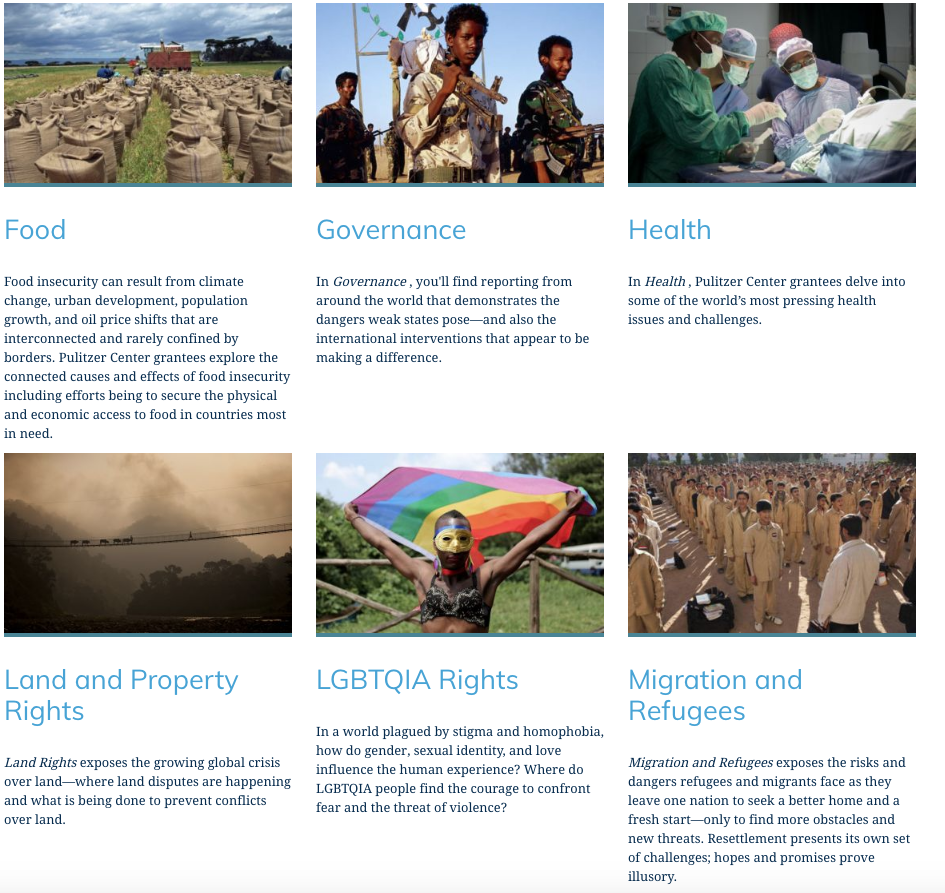 Food
Food insecurity can result from climate
change, urban development, population
growth, and oil price shifts that are
interconnected and rarely confined by
borders. Pulitzer Center grantees explore the
connected causes and effects of food insecurity
including efforts being to secure the physical
and economic access to food in countries most
in need.
Governance
In Governance , you'll find reporting from
around the world that demonstrates the
dangers weak states pose—and also the
international interventions that appear to be
making a difference.
Health
In Health , Pulitzer Center grantees delve into
some of the world’s most pressing health
issues and challenges.
Land and Property
Rights
Land Rights exposes the growing global crisis
over land—where land disputes are happening
and what is being done to prevent conflicts
over land.
LGBTQIA Rights
In a world plagued by stigma and homophobia,
how do gender, sexual identity, and love
influence the human experience? Where do
LGBTQIA people find the courage to confront
fear and the threat of violence?
Migration and
Refugees
Migration and Refugees exposes the risks and
dangers refugees and migrants face as they
leave one nation to seek a better home and a
fresh start—only to find more obstacles and
new threats. Resettlement presents its own set
of challenges; hopes and promises prove
illusory.